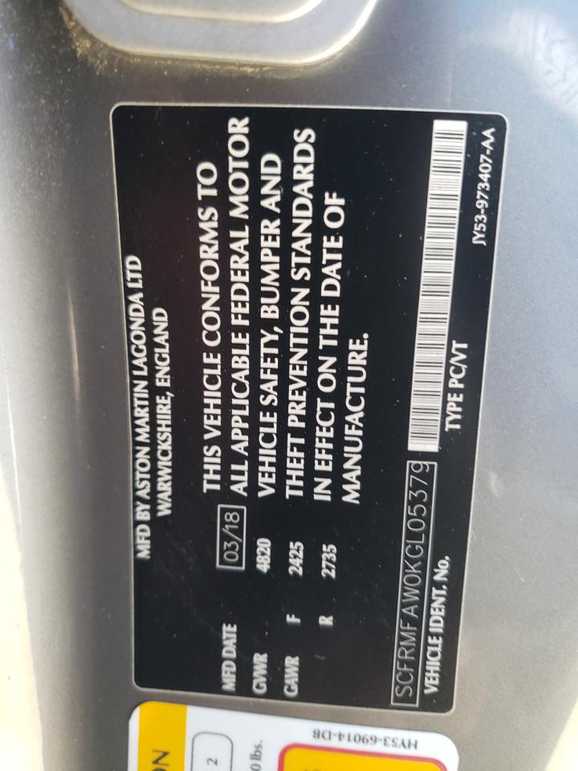 MFD BY ASTON MARTIN LAGONDA LTD
WARWICKSHIRE, ENGLAND
MFD DATE 03/18 THIS VEHICLE CONFORMS TO
GVWR 4820 ALL APPLICABLE FEDERAL MOTOR
GAWR F 2425 VEHICLE SAFETY, BUMPER AND
R 2735 THEFT PREVENTION STANDARDS
IN EFFECT ON THE DATE OF
MANUFACTURE.
SCFRMFAW0KGL05379
VEHICLE IDENT. No, TYPE PC/VT JY53-973407-AA
2
0 lbs.
HY53-69014-DB